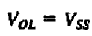 V_OL = V_SS